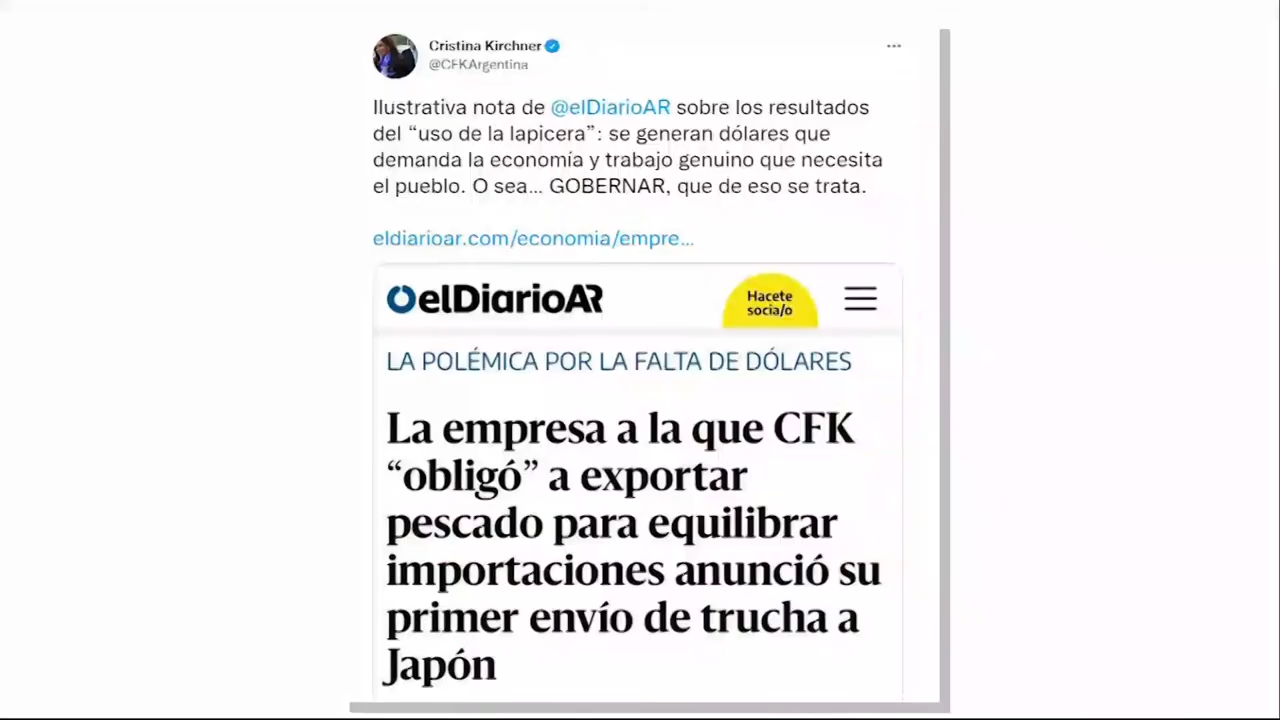 Cristina Kirchner
@CFKArgentina
Ilustrativa nota de @elDiarioAR sobre los resultados
del “uso de la lapicera”: se generan dólares que
demanda la economía y trabajo genuino que necesita
el pueblo. O sea... GOBERNAR, que de eso se trata.
eldiarioar.com/economia/empre...
elDiarioAR
Hacete
socia/o
LA POLÉMICA POR LA FALTA DE DÓLARES
La empresa a la que CFK
“obligó” a exportar
pescado para equilibrar
importaciones anunció su
primer envío de trucha a
Japón